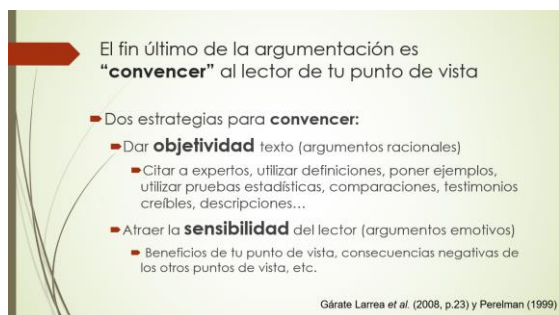 El fin último de la argumentación es
“convencer” al lector de tu punto de vista
Dos estrategias para convencer:
Dar objetividad texto (argumentos racionales)
Citar a expertos, utilizar definiciones, poner ejemplos,
utilizar pruebas estadísticas, comparaciones, testimonios
creíbles, descripciones…
Atraer la sensibilidad del lector (argumentos emotivos)
Beneficios de tu punto de vista, consecuencias negativas de
los otros puntos de vista, etc.
Gárate Larrea et al. (2008, p.23) y Perelman (1999)